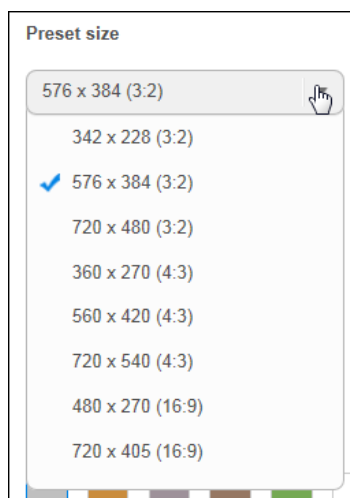 Preset size
576 x 384 (3:2)
342 x 228 (3:2)
576 x 384 (3:2)
720 x 480 (3:2)
360 x 270 (4:3)
560 x 420 (4:3)
720 x 540 (4:3)
480 x 270 (16:9)
720 x 405 (16:9)